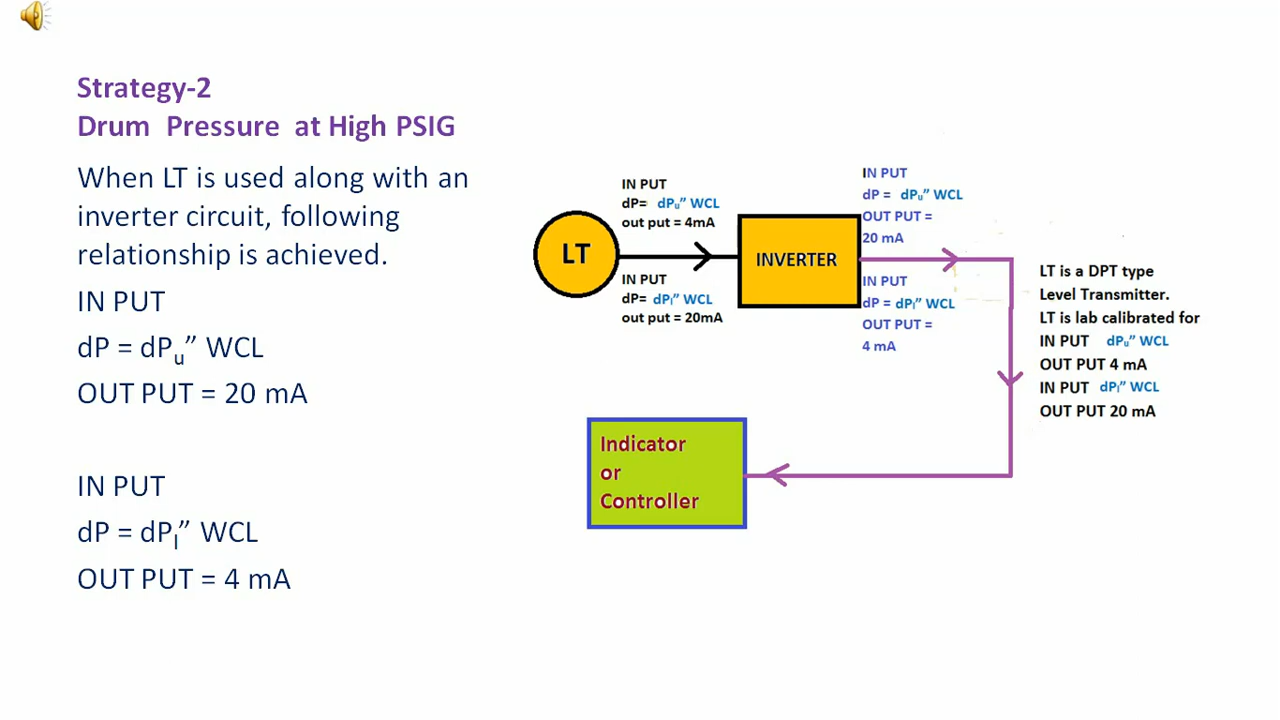 Strategy-2
Drum Pressure at High PSIG
When LT is used along with an
inverter circuit, following
relationship is achieved.
IN PUT
dP = dPu” WCL
OUT PUT = 20 mA
IN PUT
dP = dPl” WCL
OUT PUT = 4 mA
LT
IN PUT
dP= dPu” WCL
out put = 4mA
IN PUT
dP= dPl” WCL
out put = 20mA
INVERTER
IN PUT
dP = dPu” WCL
OUT PUT =
20 mA
IN PUT
dP = dPl” WCL
OUT PUT =
4 mA
LT is a DPT type
Level Transmitter.
LT is lab calibrated for
IN PUT dPu” WCL
OUT PUT 4 mA
IN PUT dPl” WCL
OUT PUT 20 mA
Indicator
or
Controller